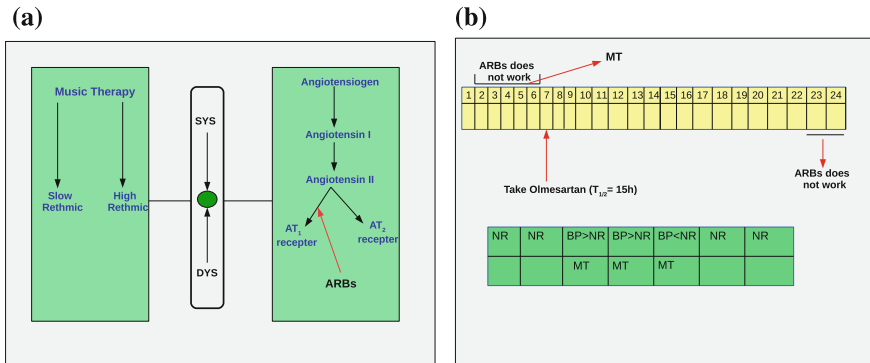 (a)
Music Therapy
Slow
Rethmic
High
Rethmic
SYS
DYS
Angiotensiogen
Angiotensin I
Angiotensin II
AT1
recepter
AT2
recepter
ARBs
(b)
ARBs does
not work
MT
1 2 3 4 5 6 7 8 9 10 11 12 13 14 15 16 17 18 19 20 21 22 23 24
Take Olmesartan (T1/2= 15h)
ARBs does
not work
NR NR BP>NR BP>NR BP<NR NR NR
MT MT MT